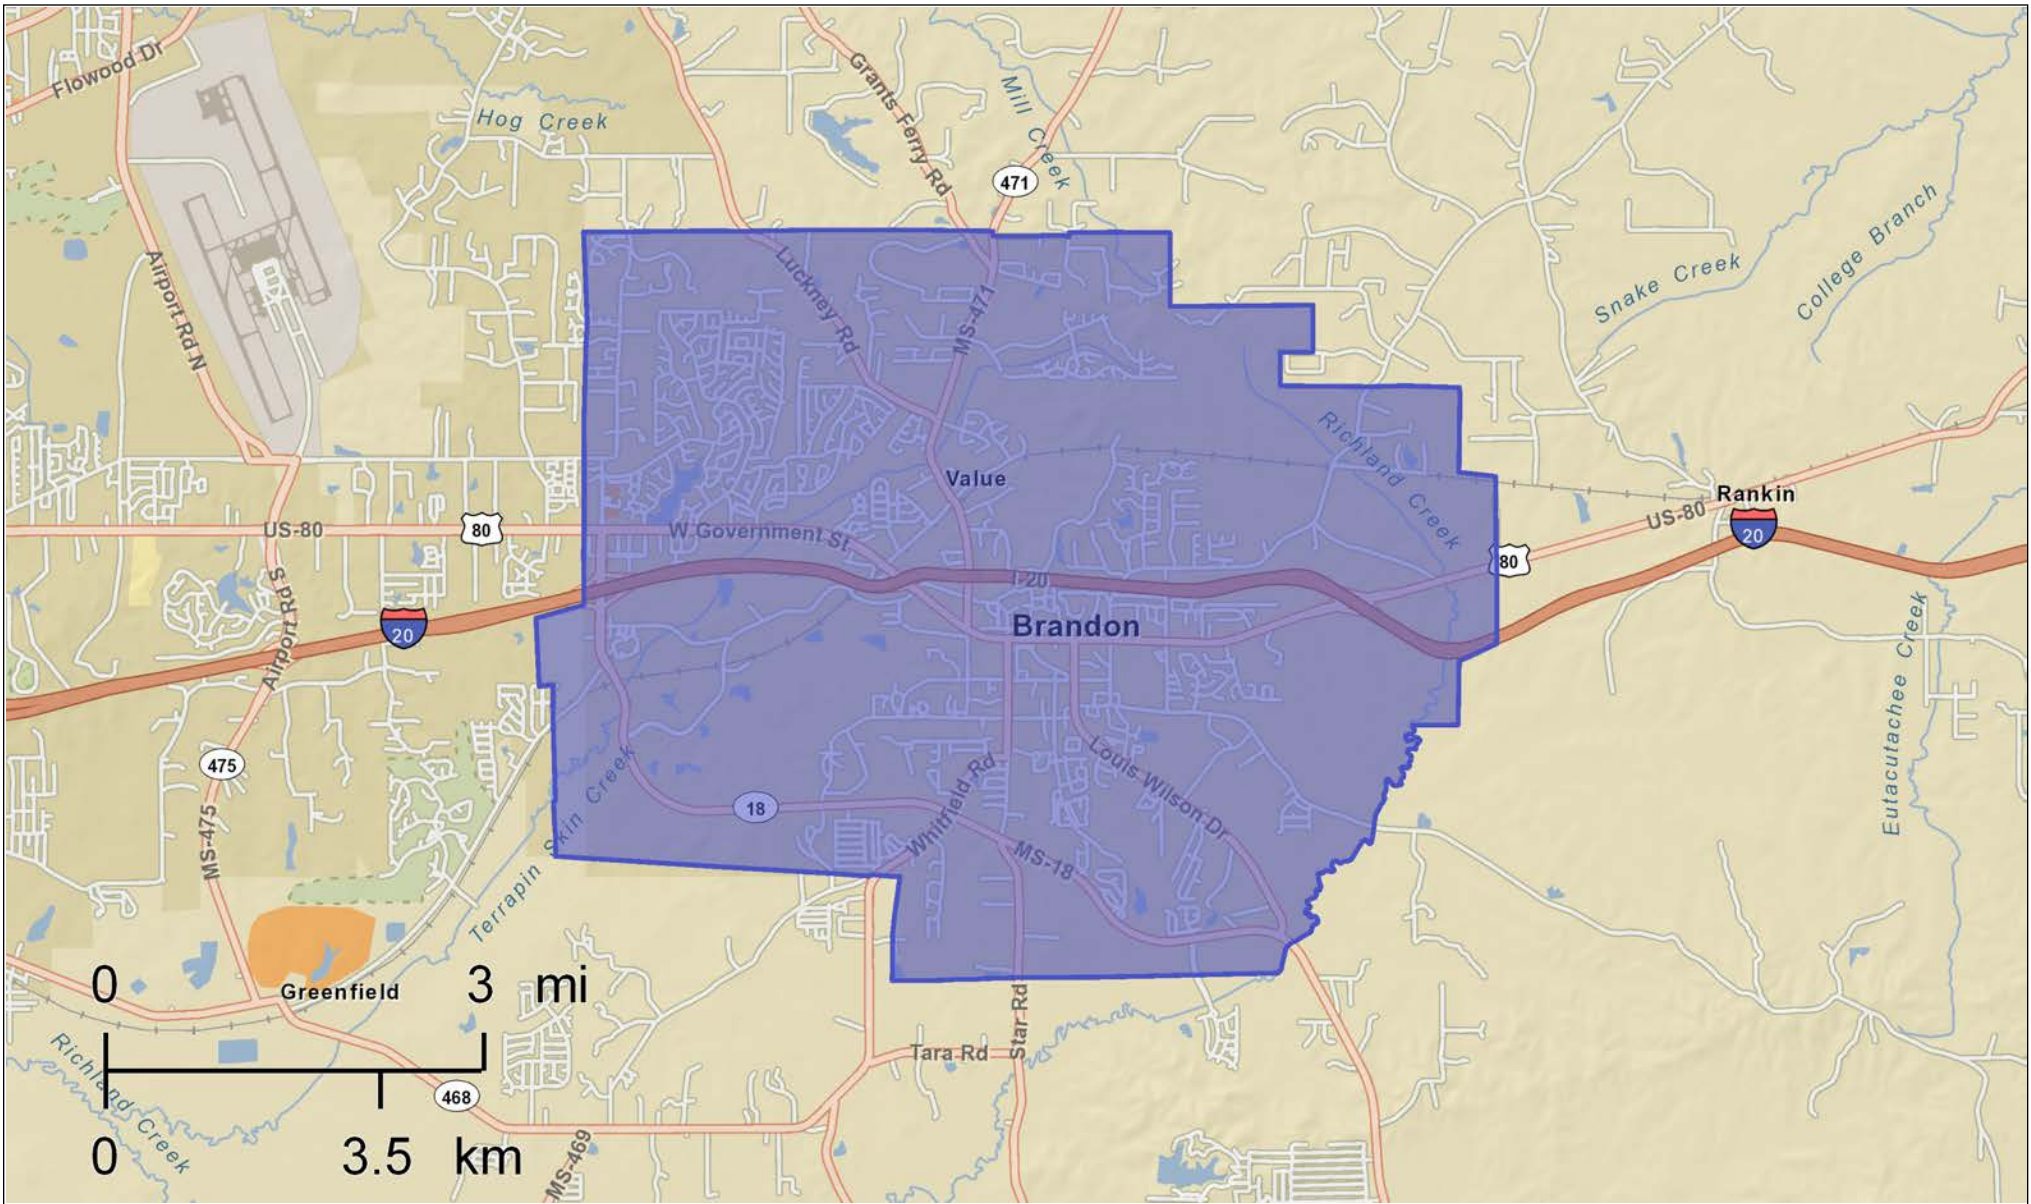 Flowood Dr
Grants Ferry Rd
Mill Creek
Hog Creek
471
College Branch
Airport Rd N
Luckney Rd
MS-471
Snake Creek
Richland Creek
Value
Rankin
US-80
80
W Government St
US-80
20
80
I-20
Airport Rd S
20
Brandon
Eutacutachee Creek
475
Louis Wilson Dr
Terrapin Skin Creek
18
Whitfield Rd
MS-475
MS-18
0 3 mi
Greenfield
Star Rd
Tara Rd
Richland Creek
468
0 3.5 km
MS-469